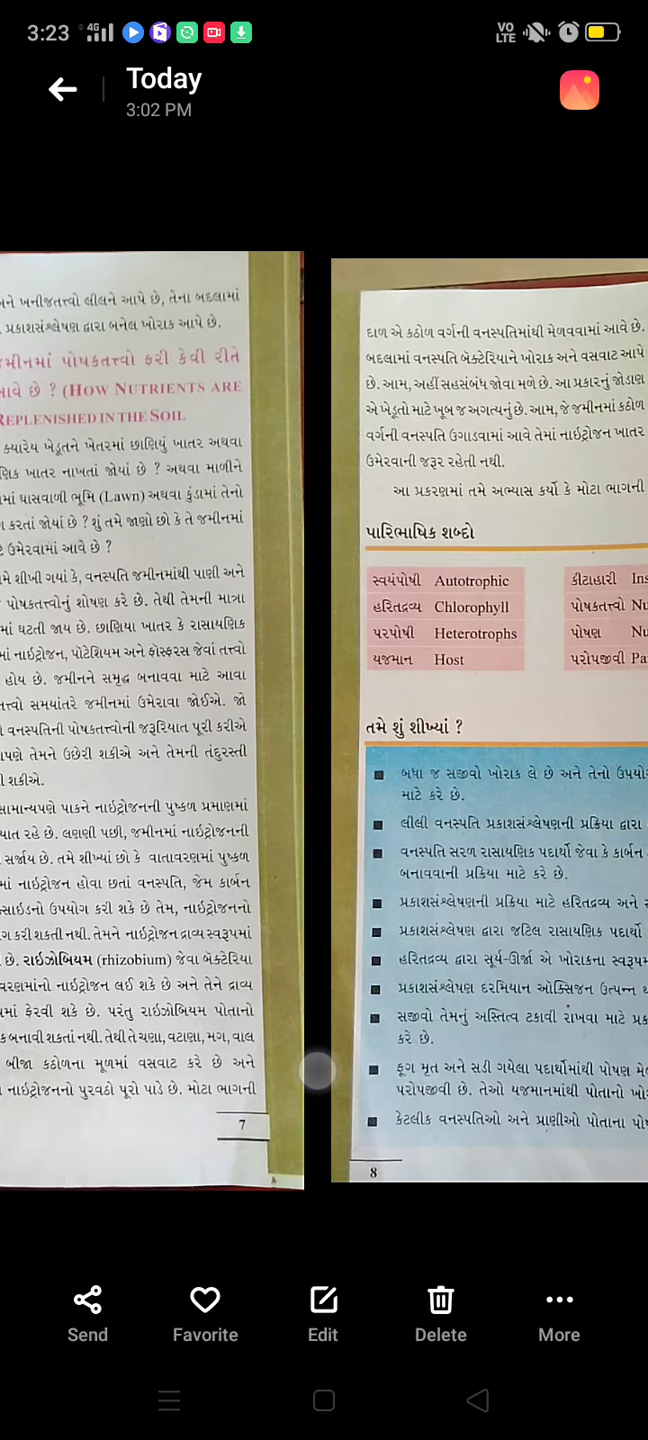 3:23 4G VO LTE
Today
3:02 PM
અને ખનીજતત્ત્વો લીલને આપે છે, તેના બદલામાં
પ્રકાશસંશ્લેષણ દ્વારા બનેલ ખોરાક આપે છે.
જમીનમાં પોષકતત્ત્વો ફરી કેવી રીતે
આવે છે ? (HOW NUTRIENTS ARE
REPLENISHED IN THE SOIL
ક્યારેય ખેડૂતને ખેતરમાં છાણિયું ખાતર અથવા
ણિક ખાતર નાખતાં જોયાં છે ? અથવા માળીને
માં ઘાસવાળી ભૂમિ (Lawn) અથવા કુંડામાં તેનો
કરતાં જોયાં છે ? શું તમે જાણો છો કે તે જમીનમાં
ઉમેરવામાં આવે છે ?
મે શીખી ગયાં કે, વનસ્પતિ જમીનમાંથી પાણી અને
પોષકતત્ત્વોનું શોષણ કરે છે. તેથી તેમની માત્રા
માં ઘટતી જાય છે. છાણિયા ખાતર કે રાસાયણિક
માં નાઇટ્રોજન, પૉટેશિયમ અને ફૉસ્ફરસ જેવાં તત્ત્વો
હોય છે. જમીનને સમૃદ્ધ બનાવવા માટે આવા
તત્ત્વો સમયાંતરે જમીનમાં ઉમેરાવા જોઈએ. જો
વનસ્પતિની પોષકતત્ત્વોની જરૂરિયાત પૂરી કરીએ
આપણે તેમને ઉછેરી શકીએ અને તેમની તંદુરસ્તી
શકીએ.
સામાન્યપણે પાકને નાઇટ્રોજનની પુષ્કળ પ્રમાણમાં
યાત રહે છે. લણણી પછી, જમીનમાં નાઇટ્રોજનની
સર્જાય છે. તમે શીખ્યાં છો કે વાતાવરણમાં પુષ્કળ
માં નાઇટ્રોજન હોવા છતાં વનસ્પતિ, જેમ કાર્બન
ક્સાઇડનો ઉપયોગ કરી શકે છે તેમ, નાઇટ્રોજનનો
ગ કરી શકતી નથી. તેમને નાઇટ્રોજન દ્રાવ્ય સ્વરૂપમાં
છે. રાઇઝોબિયમ (rhizobium) જેવા બૅક્ટેરિયા
વરણમાંનો નાઇટ્રોજન લઈ શકે છે અને તેને દ્રાવ્ય
પમાં ફેરવી શકે છે. પરંતુ રાઇઝોબિયમ પોતાનો
ક બનાવી શકતાં નથી. તેથી તે ચણા, વટાણા, મગ, વાલ
બીજા કઠોળના મૂળમાં વસવાટ કરે છે અને
નાઇટ્રોજનનો પુરવઠો પૂરો પાડે છે. મોટા ભાગની
7
દાળ એ કઠોળ વર્ગની વનસ્પતિમાંથી મેળવવામાં આવે છે.
બદલામાં વનસ્પતિ બૅક્ટેરિયાને ખોરાક અને વસવાટ આપે
છે. આમ, અહીં સહસંબંધ જોવા મળે છે. આ પ્રકારનું જોડાણ
એ ખેડૂતો માટે ખૂબ જ અગત્યનું છે. આમ, જે જમીનમાં કઠોળ
વર્ગની વનસ્પતિ ઉગાડવામાં આવે તેમાં નાઇટ્રોજન ખાતર
ઉમેરવાની જરૂર રહેતી નથી.
આ પ્રકરણમાં તમે અભ્યાસ કર્યો કે મોટા ભાગની
પારિભાષિક શબ્દો
સ્વયંપોષી Autotrophic કીટાહારી Ins
હરિતદ્રવ્ય Chlorophyll પોષકતત્ત્વો Nu
પરપોષી Heterotrophs પોષણ Nu
યજમાન Host પરોપજીવી Pa
તમે શું શીખ્યાં ?
■ બધા જ સજીવો ખોરાક લે છે અને તેનો ઉપયો
માટે કરે છે.
■ લીલી વનસ્પતિ પ્રકાશસંશ્લેષણની પ્રક્રિયા દ્વારા
■ વનસ્પતિ સરળ રાસાયણિક પદાર્થો જેવા કે કાર્બન
બનાવવાની પ્રક્રિયા માટે કરે છે.
■ પ્રકાશસંશ્લેષણની પ્રક્રિયા માટે હરિતદ્રવ્ય અને
■ પ્રકાશસંશ્લેષણ દ્વારા જટિલ રાસાયણિક પદાર્થો
■ હરિતદ્રવ્ય દ્વારા સૂર્ય-ઊર્જા એ ખોરાકના સ્વરૂપમ
■ પ્રકાશસંશ્લેષણ દરમિયાન ઑક્સિજન ઉત્પન્ન થ
■ સજીવો તેમનું અસ્તિત્વ ટકાવી રાખવા માટે પ્રક
કરે છે.
■ ફૂગ મૃત અને સડી ગયેલા પદાર્થોમાંથી પોષણ મે
પરોપજીવી છે. તેઓ યજમાનમાંથી પોતાનો ખો
■ કેટલીક વનસ્પતિઓ અને પ્રાણીઓ પોતાના પો
8
Send Favorite Edit Delete More